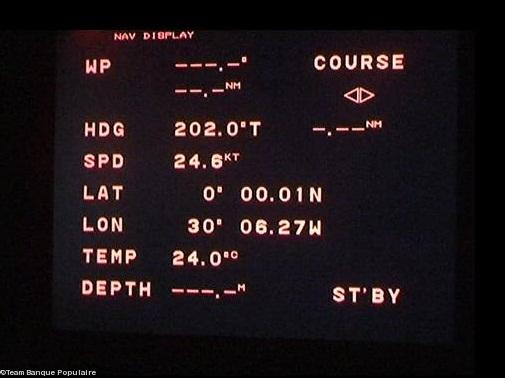 NAV DISPLAY
WP ---.-° COURSE
--.-NM ◁▷
HDG 202.0°T -.--NM
SPD 24.6KT
LAT 0° 00.01N
LON 30° 06.27W
TEMP 24.0°C
DEPTH ---.-M ST'BY
©Team Banque Populaire